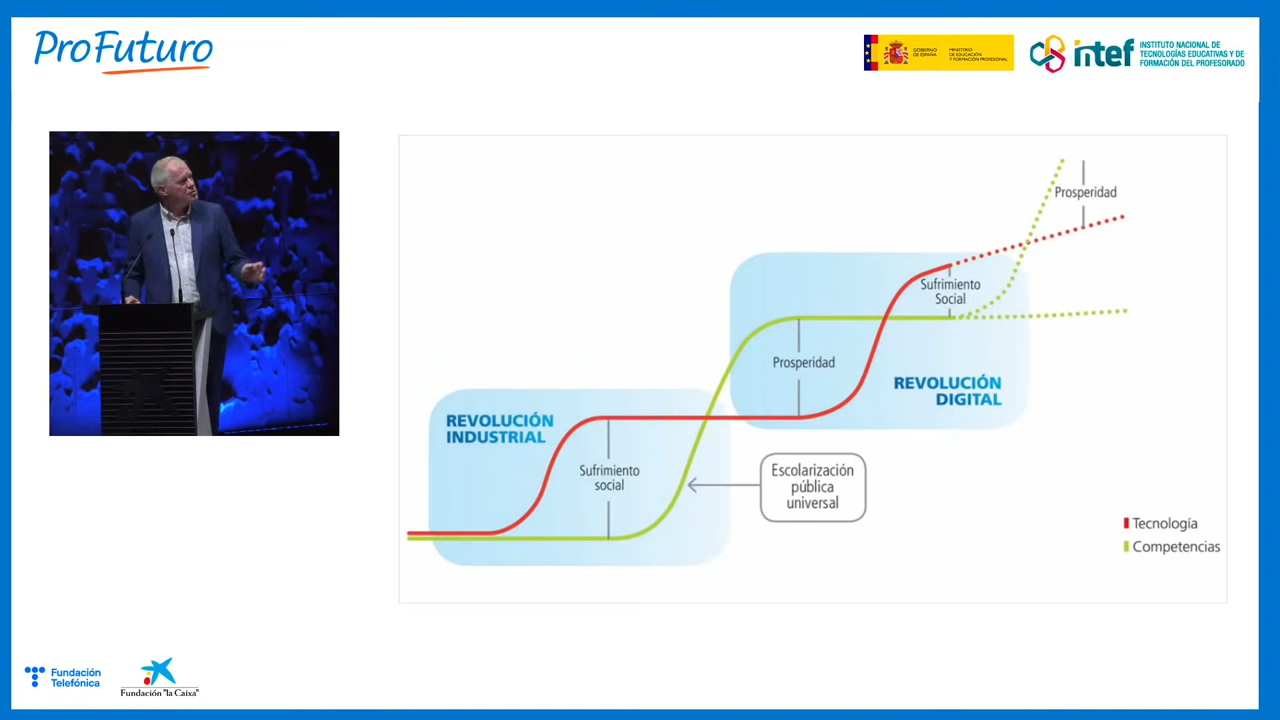 ProFuturo
GOBIERNO
DE ESPAÑA
MINISTERIO
DE EDUCACIÓN
Y FORMACIÓN PROFESIONAL
intef
INSTITUTO NACIONAL DE
TECNOLOGÍAS EDUCATIVAS Y DE
FORMACIÓN DEL PROFESORADO
Prosperidad
Sufrimiento
Social
Prosperidad
REVOLUCIÓN
DIGITAL
REVOLUCIÓN
INDUSTRIAL
Sufrimiento
social
Escolarización
pública
universal
Tecnología
Competencias
Fundación
Telefónica
Fundación "la Caixa"